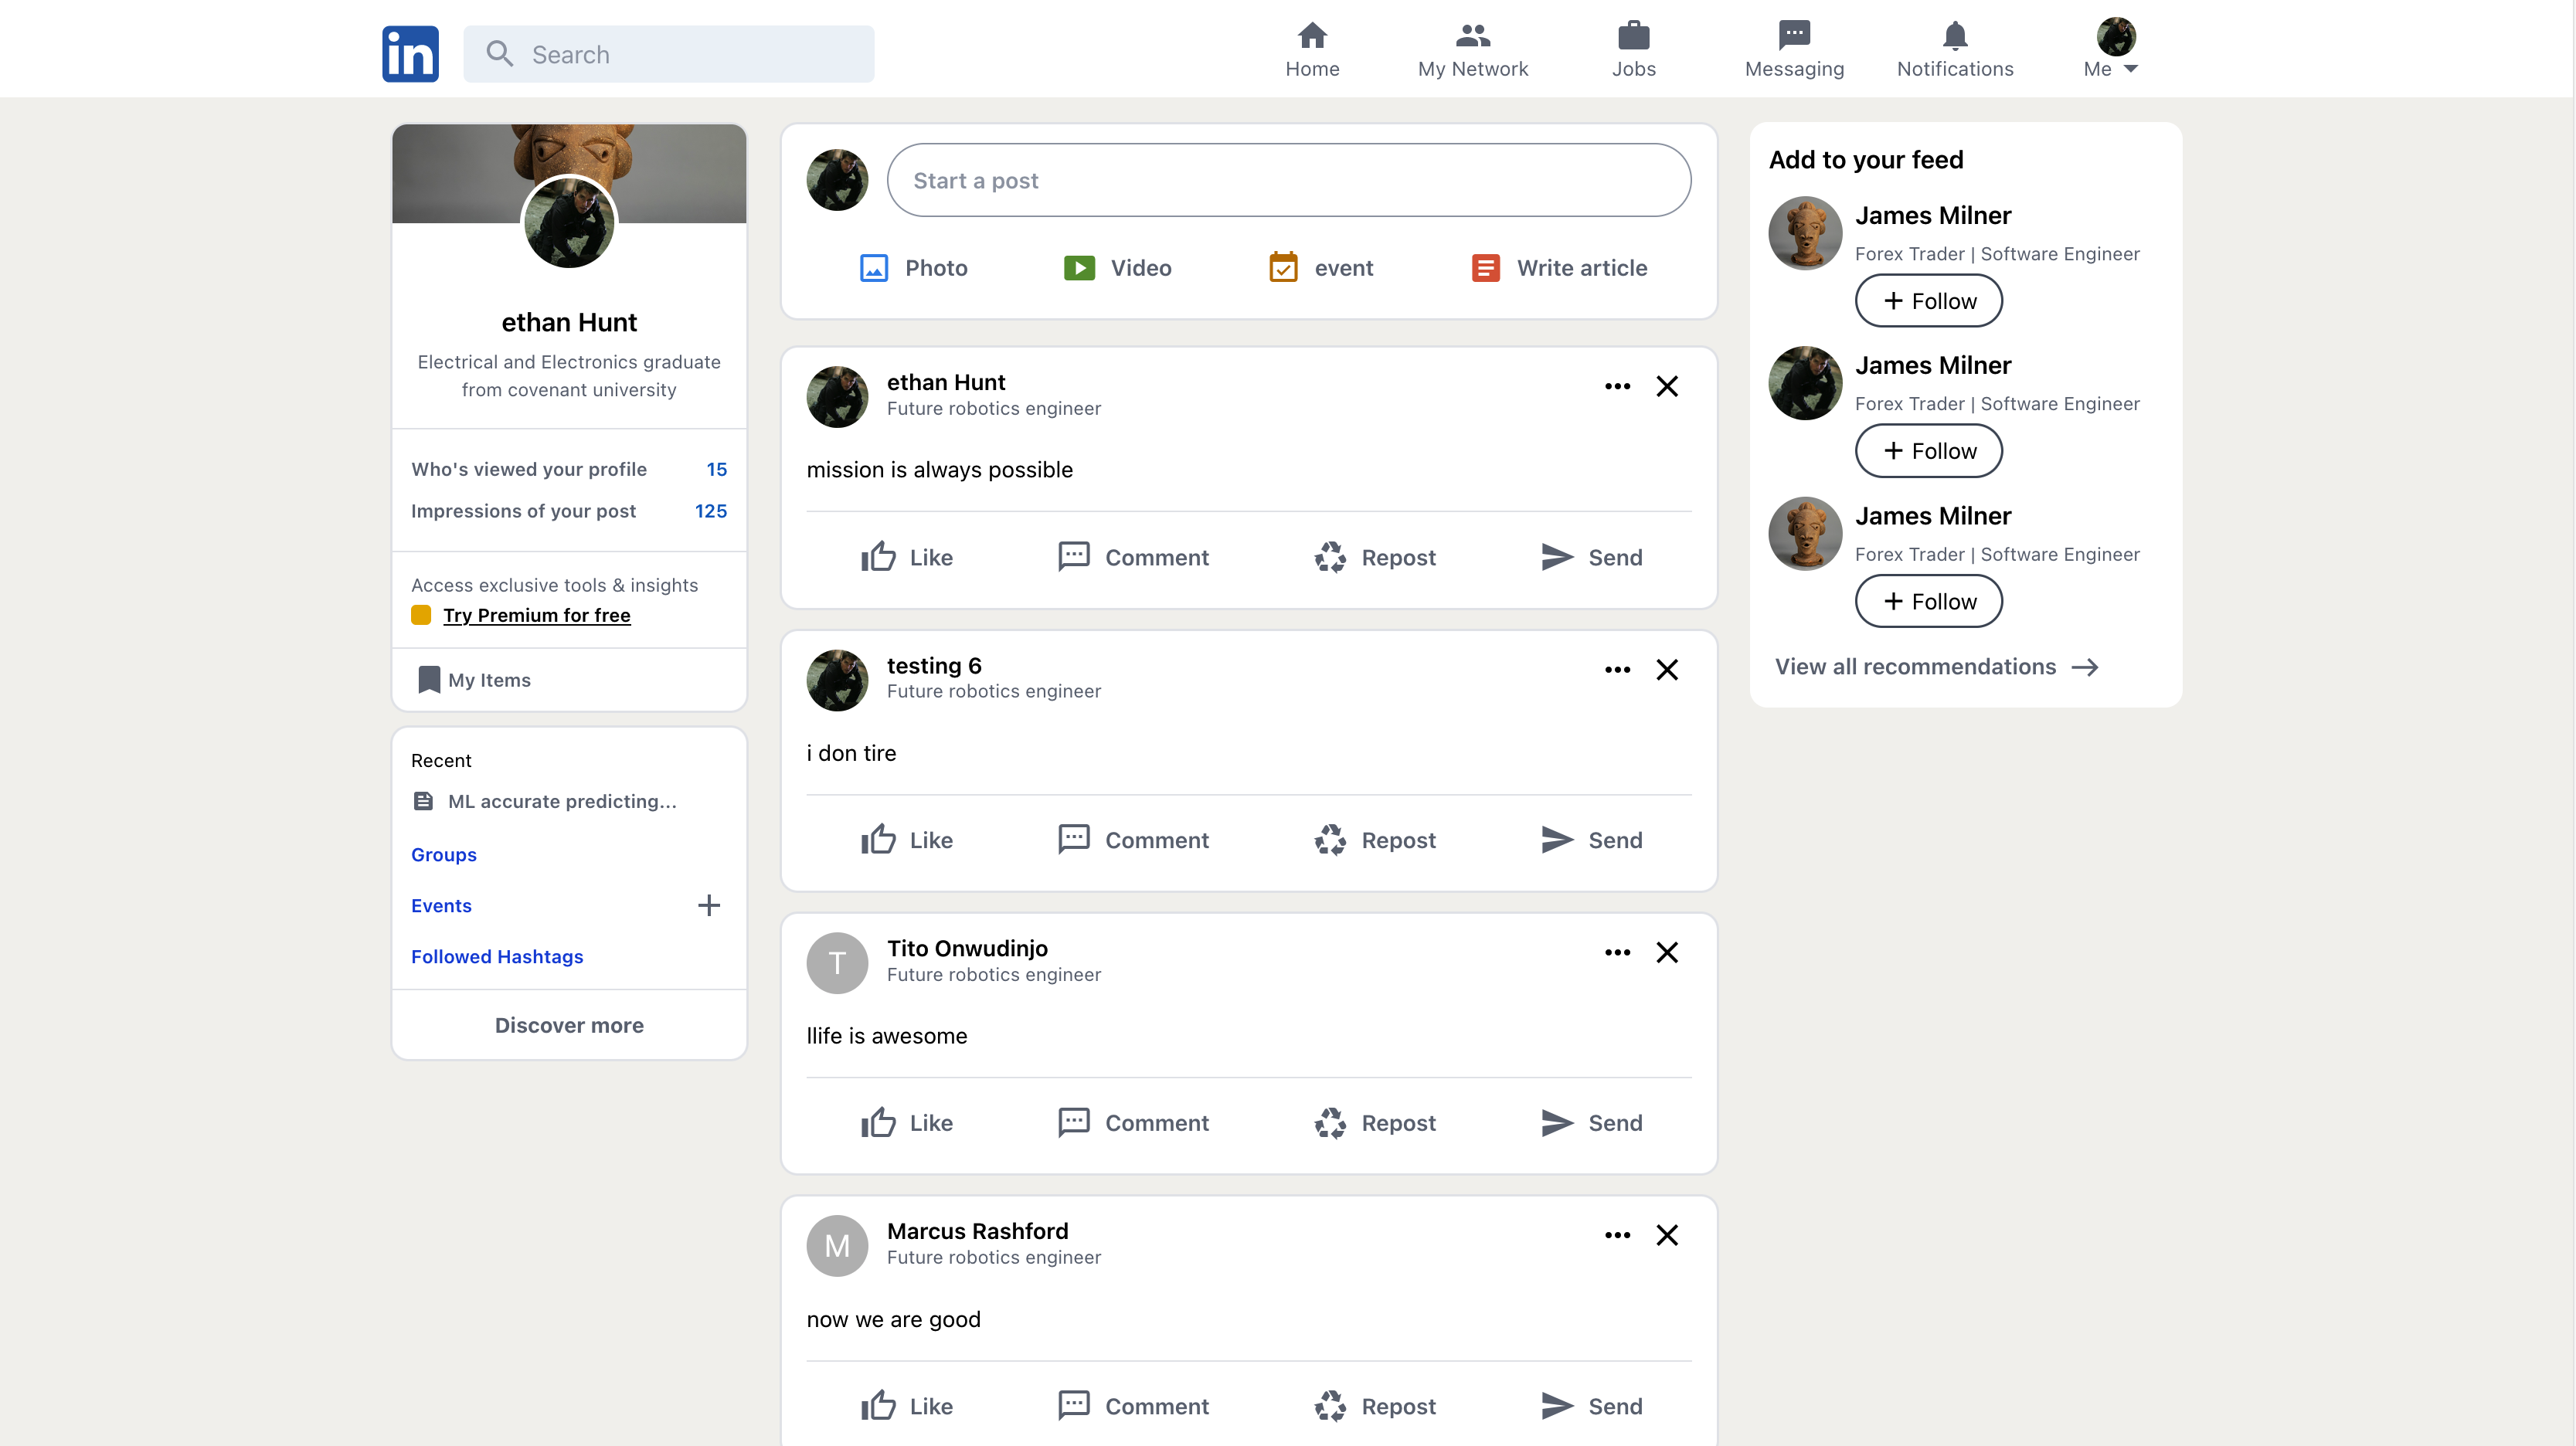 in
Search
Home
My Network
Jobs
Messaging
Notifications
Me
ethan Hunt
Electrical and Electronics graduate
from covenant university
Who's viewed your profile 15
Impressions of your post 125
Access exclusive tools & insights
Try Premium for free
My Items
Recent
ML accurate predicting...
Groups
Events
Followed Hashtags
Discover more
Start a post
Photo
Video
event
Write article
ethan Hunt
Future robotics engineer
mission is always possible
Like
Comment
Repost
Send
testing 6
Future robotics engineer
i don tire
Like
Comment
Repost
Send
T
Tito Onwudinjo
Future robotics engineer
llife is awesome
Like
Comment
Repost
Send
M
Marcus Rashford
Future robotics engineer
now we are good
Like
Comment
Repost
Send
Add to your feed
James Milner
Forex Trader | Software Engineer
Follow
James Milner
Forex Trader | Software Engineer
Follow
James Milner
Forex Trader | Software Engineer
Follow
View all recommendations